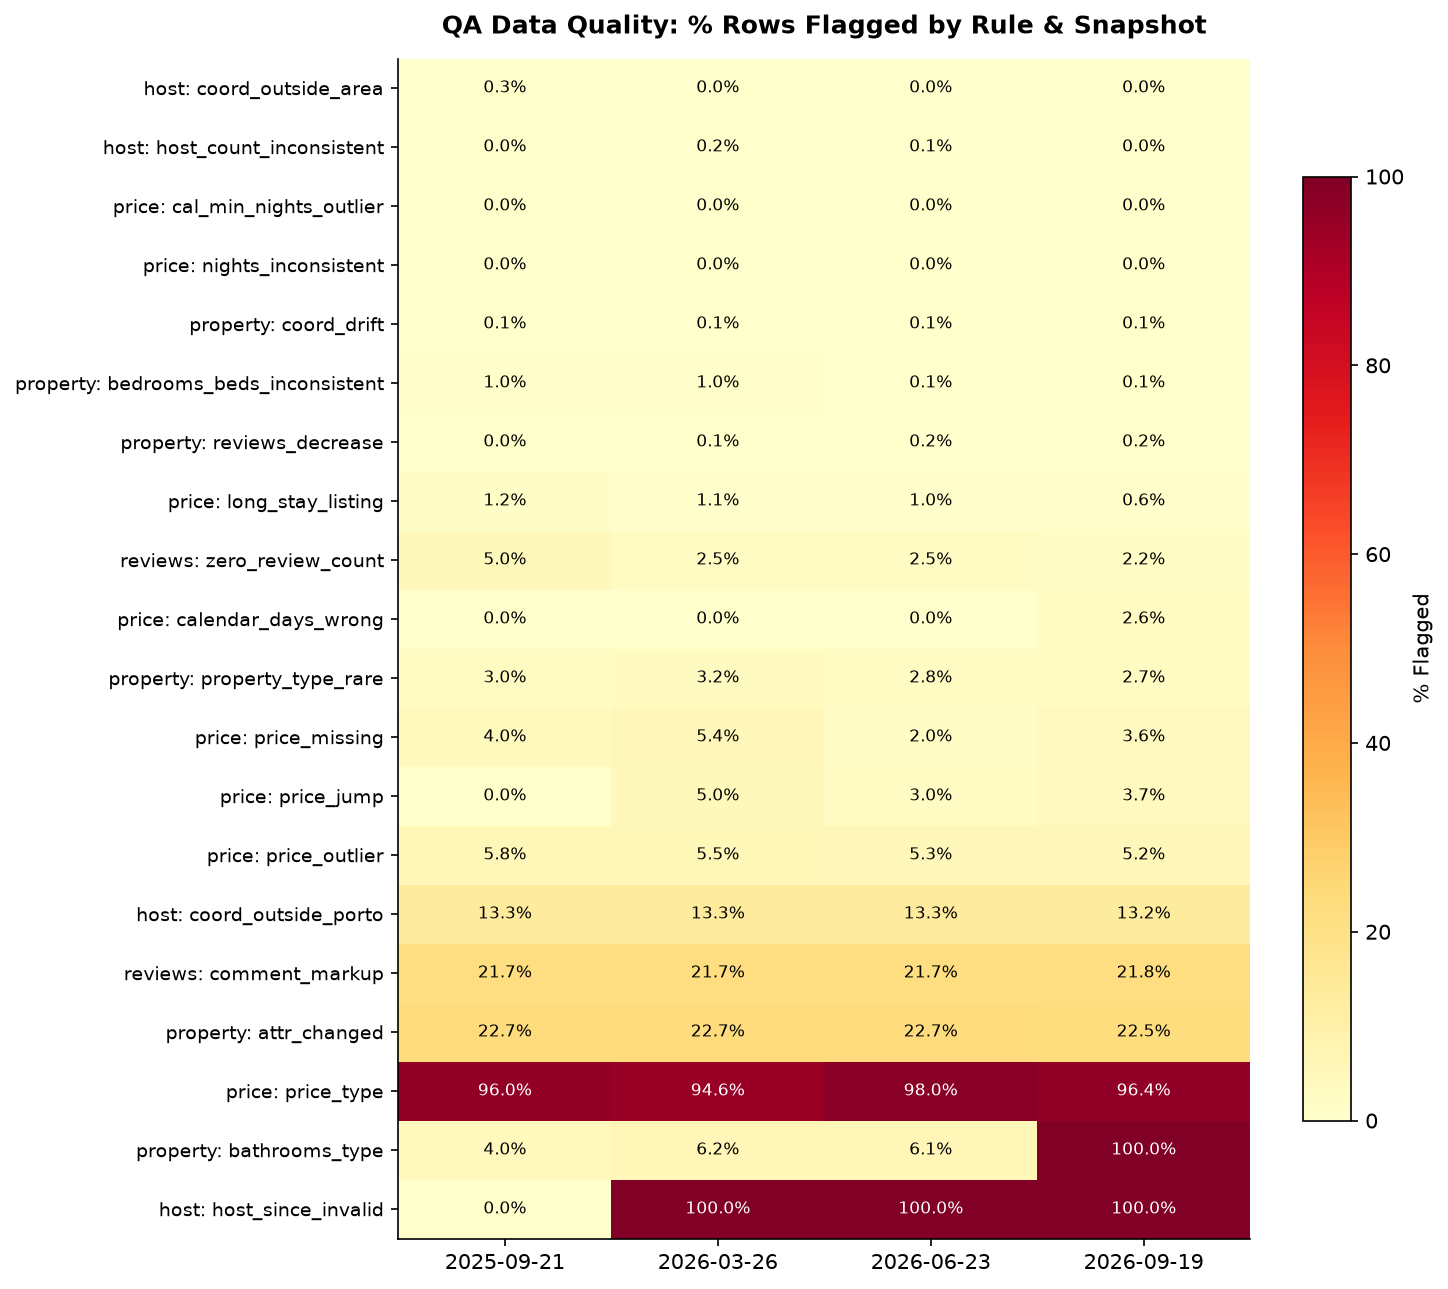 QA Data Quality: % Rows Flagged by Rule & Snapshot
host: coord_outside_area 0.3% 0.0% 0.0% 0.0%
host: host_count_inconsistent 0.0% 0.2% 0.1% 0.0%
price: cal_min_nights_outlier 0.0% 0.0% 0.0% 0.0%
price: nights_inconsistent 0.0% 0.0% 0.0% 0.0%
property: coord_drift 0.1% 0.1% 0.1% 0.1%
property: bedrooms_beds_inconsistent 1.0% 1.0% 0.1% 0.1%
property: reviews_decrease 0.0% 0.1% 0.2% 0.2%
price: long_stay_listing 1.2% 1.1% 1.0% 0.6%
reviews: zero_review_count 5.0% 2.5% 2.5% 2.2%
price: calendar_days_wrong 0.0% 0.0% 0.0% 2.6%
property: property_type_rare 3.0% 3.2% 2.8% 2.7%
price: price_missing 4.0% 5.4% 2.0% 3.6%
price: price_jump 0.0% 5.0% 3.0% 3.7%
price: price_outlier 5.8% 5.5% 5.3% 5.2%
host: coord_outside_porto 13.3% 13.3% 13.3% 13.2%
reviews: comment_markup 21.7% 21.7% 21.7% 21.8%
property: attr_changed 22.7% 22.7% 22.7% 22.5%
price: price_type 96.0% 94.6% 98.0% 96.4%
property: bathrooms_type 4.0% 6.2% 6.1% 100.0%
host: host_since_invalid 0.0% 100.0% 100.0% 100.0%
2025-09-21 2026-03-26 2026-06-23 2026-09-19
100
80
60
40
20
0
% Flagged